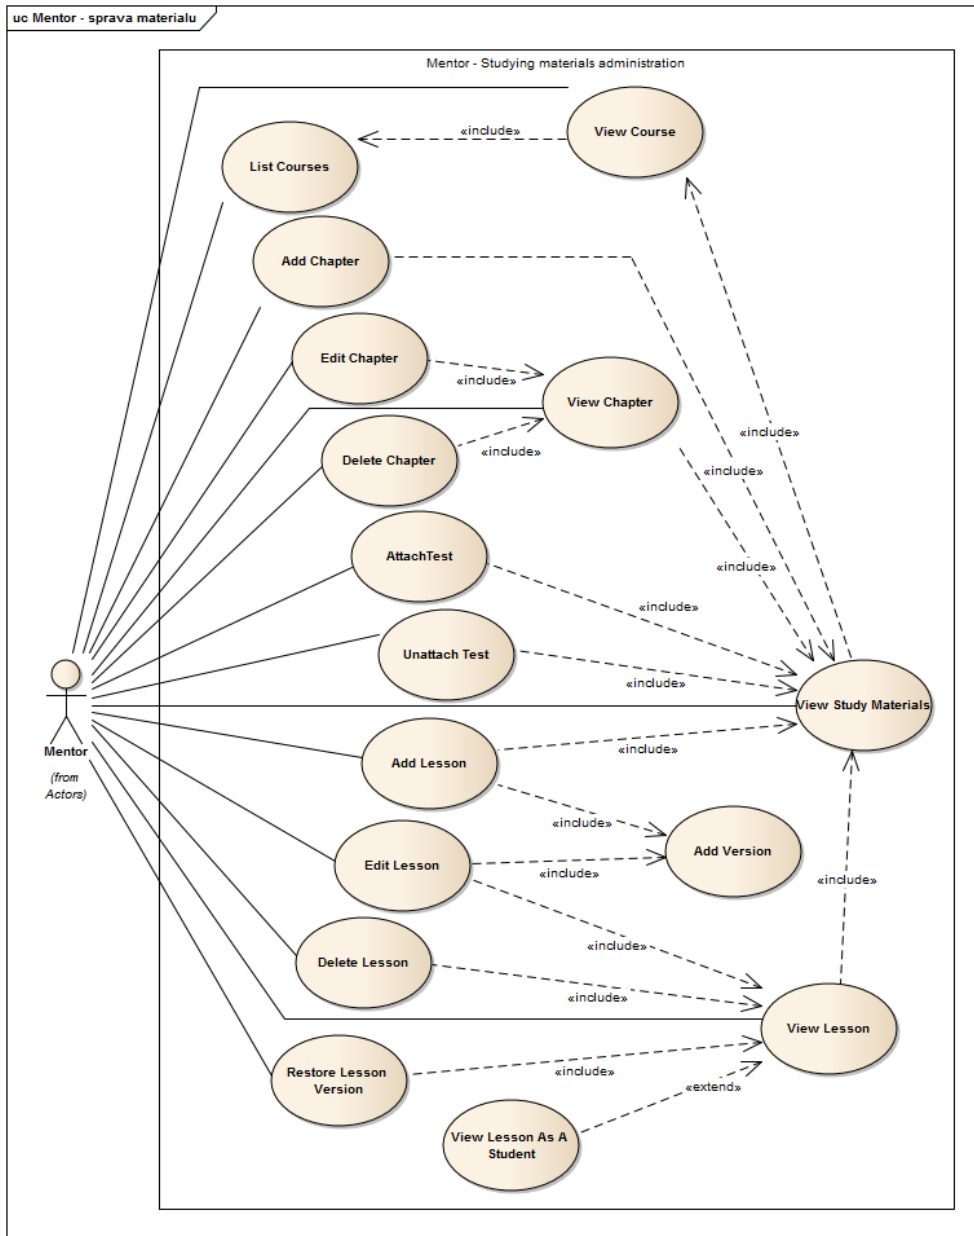 uc Mentor - sprava materialu
Mentor - Studying materials administration
View Course
«include»
List Courses
Add Chapter
Edit Chapter
«include»
View Chapter
«include»
Delete Chapter
«include»
«include»
AttachTest
«include»
«include»
Unattach Test
«include»
View Study Materials
Mentor
(from
Actors)
Add Lesson
«include»
«include»
Add Version
Edit Lesson
«include»
«include»
«include»
Delete Lesson
«include»
View Lesson
Restore Lesson
Version
«include»
«extend»
View Lesson As A
Student